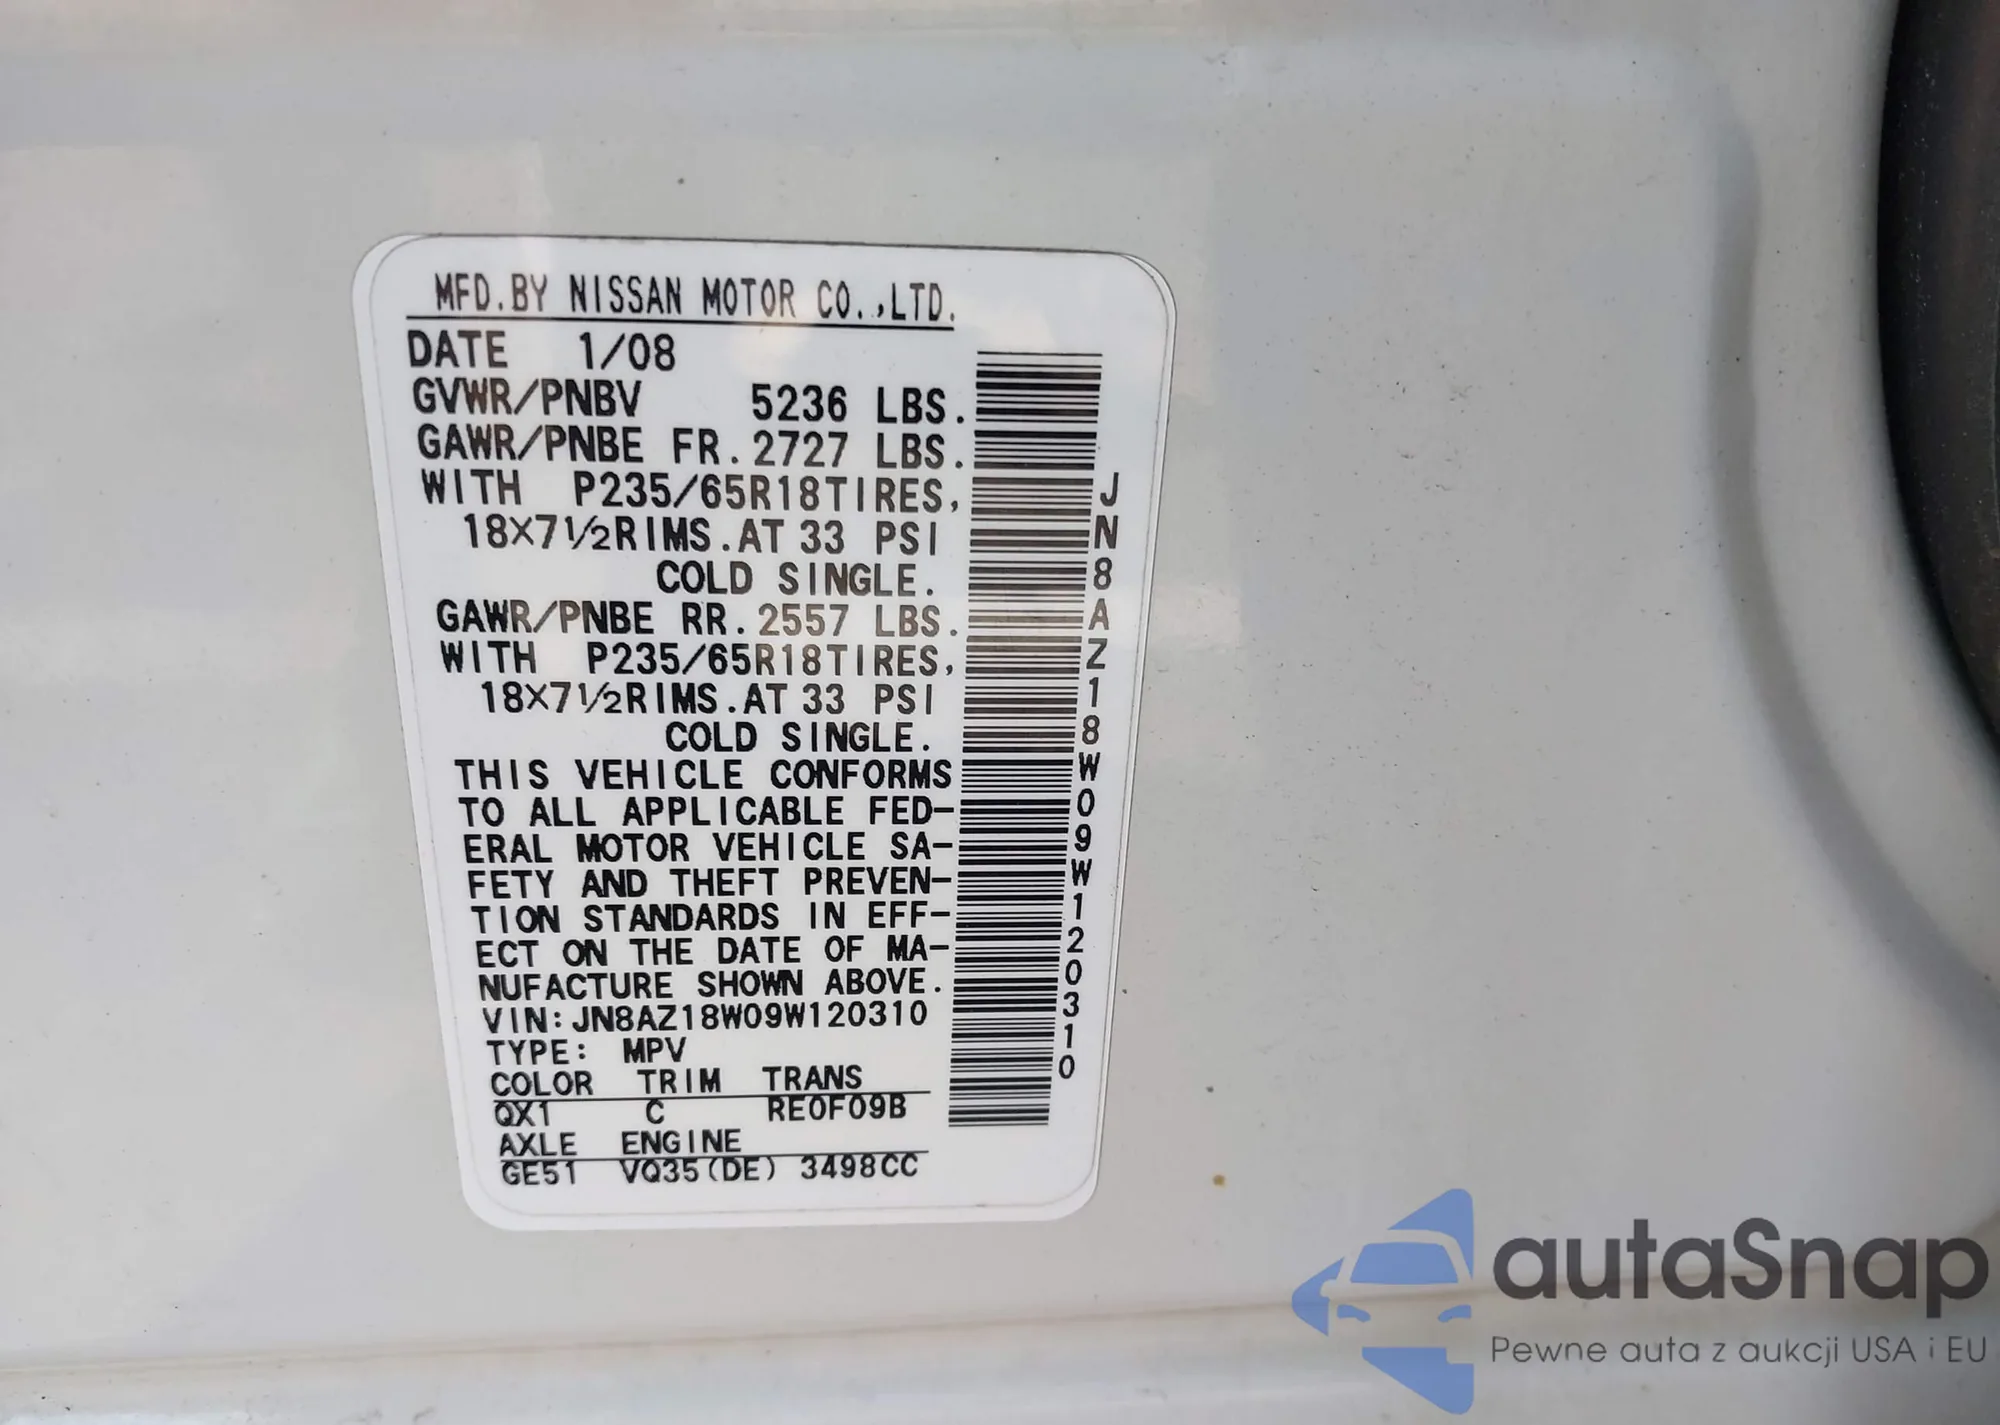 MFD.BY NISSAN MOTOR CO.,LTD.
DATE 1/08
GVWR/PNBV 5236 LBS.
GAWR/PNBE FR. 2727 LBS.
WITH P235/65R18TIRES,
18X7½RIMS.AT 33 PSI
COLD SINGLE.
GAWR/PNBE RR. 2557 LBS.
WITH P235/65R18TIRES,
18X7½RIMS.AT 33 PSI
COLD SINGLE.
THIS VEHICLE CONFORMS
TO ALL APPLICABLE FED-
ERAL MOTOR VEHICLE SA-
FETY AND THEFT PREVEN-
TION STANDARDS IN EFF-
ECT ON THE DATE OF MA-
NUFACTURE SHOWN ABOVE.
VIN:JN8AZ18W09W120310
TYPE: MPV
COLOR TRIM TRANS
QX1 C RE0F09B
AXLE ENGINE
GE51 VQ35(DE) 3498CC
JN8AZ18W09W120310
autaSnap
Pewne auta z aukcji USA i EU